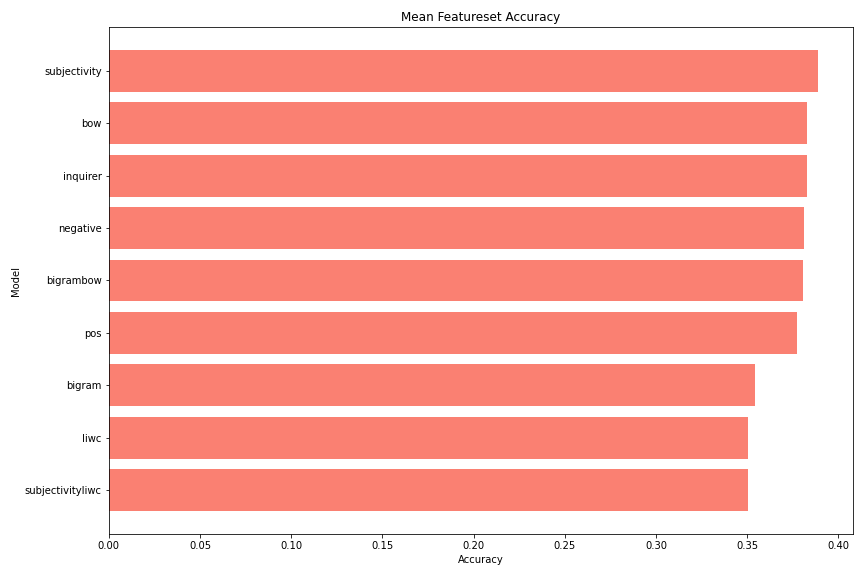 Mean Featureset Accuracy
Model
subjectivity
bow
inquirer
negative
bigrambow
pos
bigram
liwc
subjectivityliwc
0.00 0.05 0.10 0.15 0.20 0.25 0.30 0.35 0.40
Accuracy